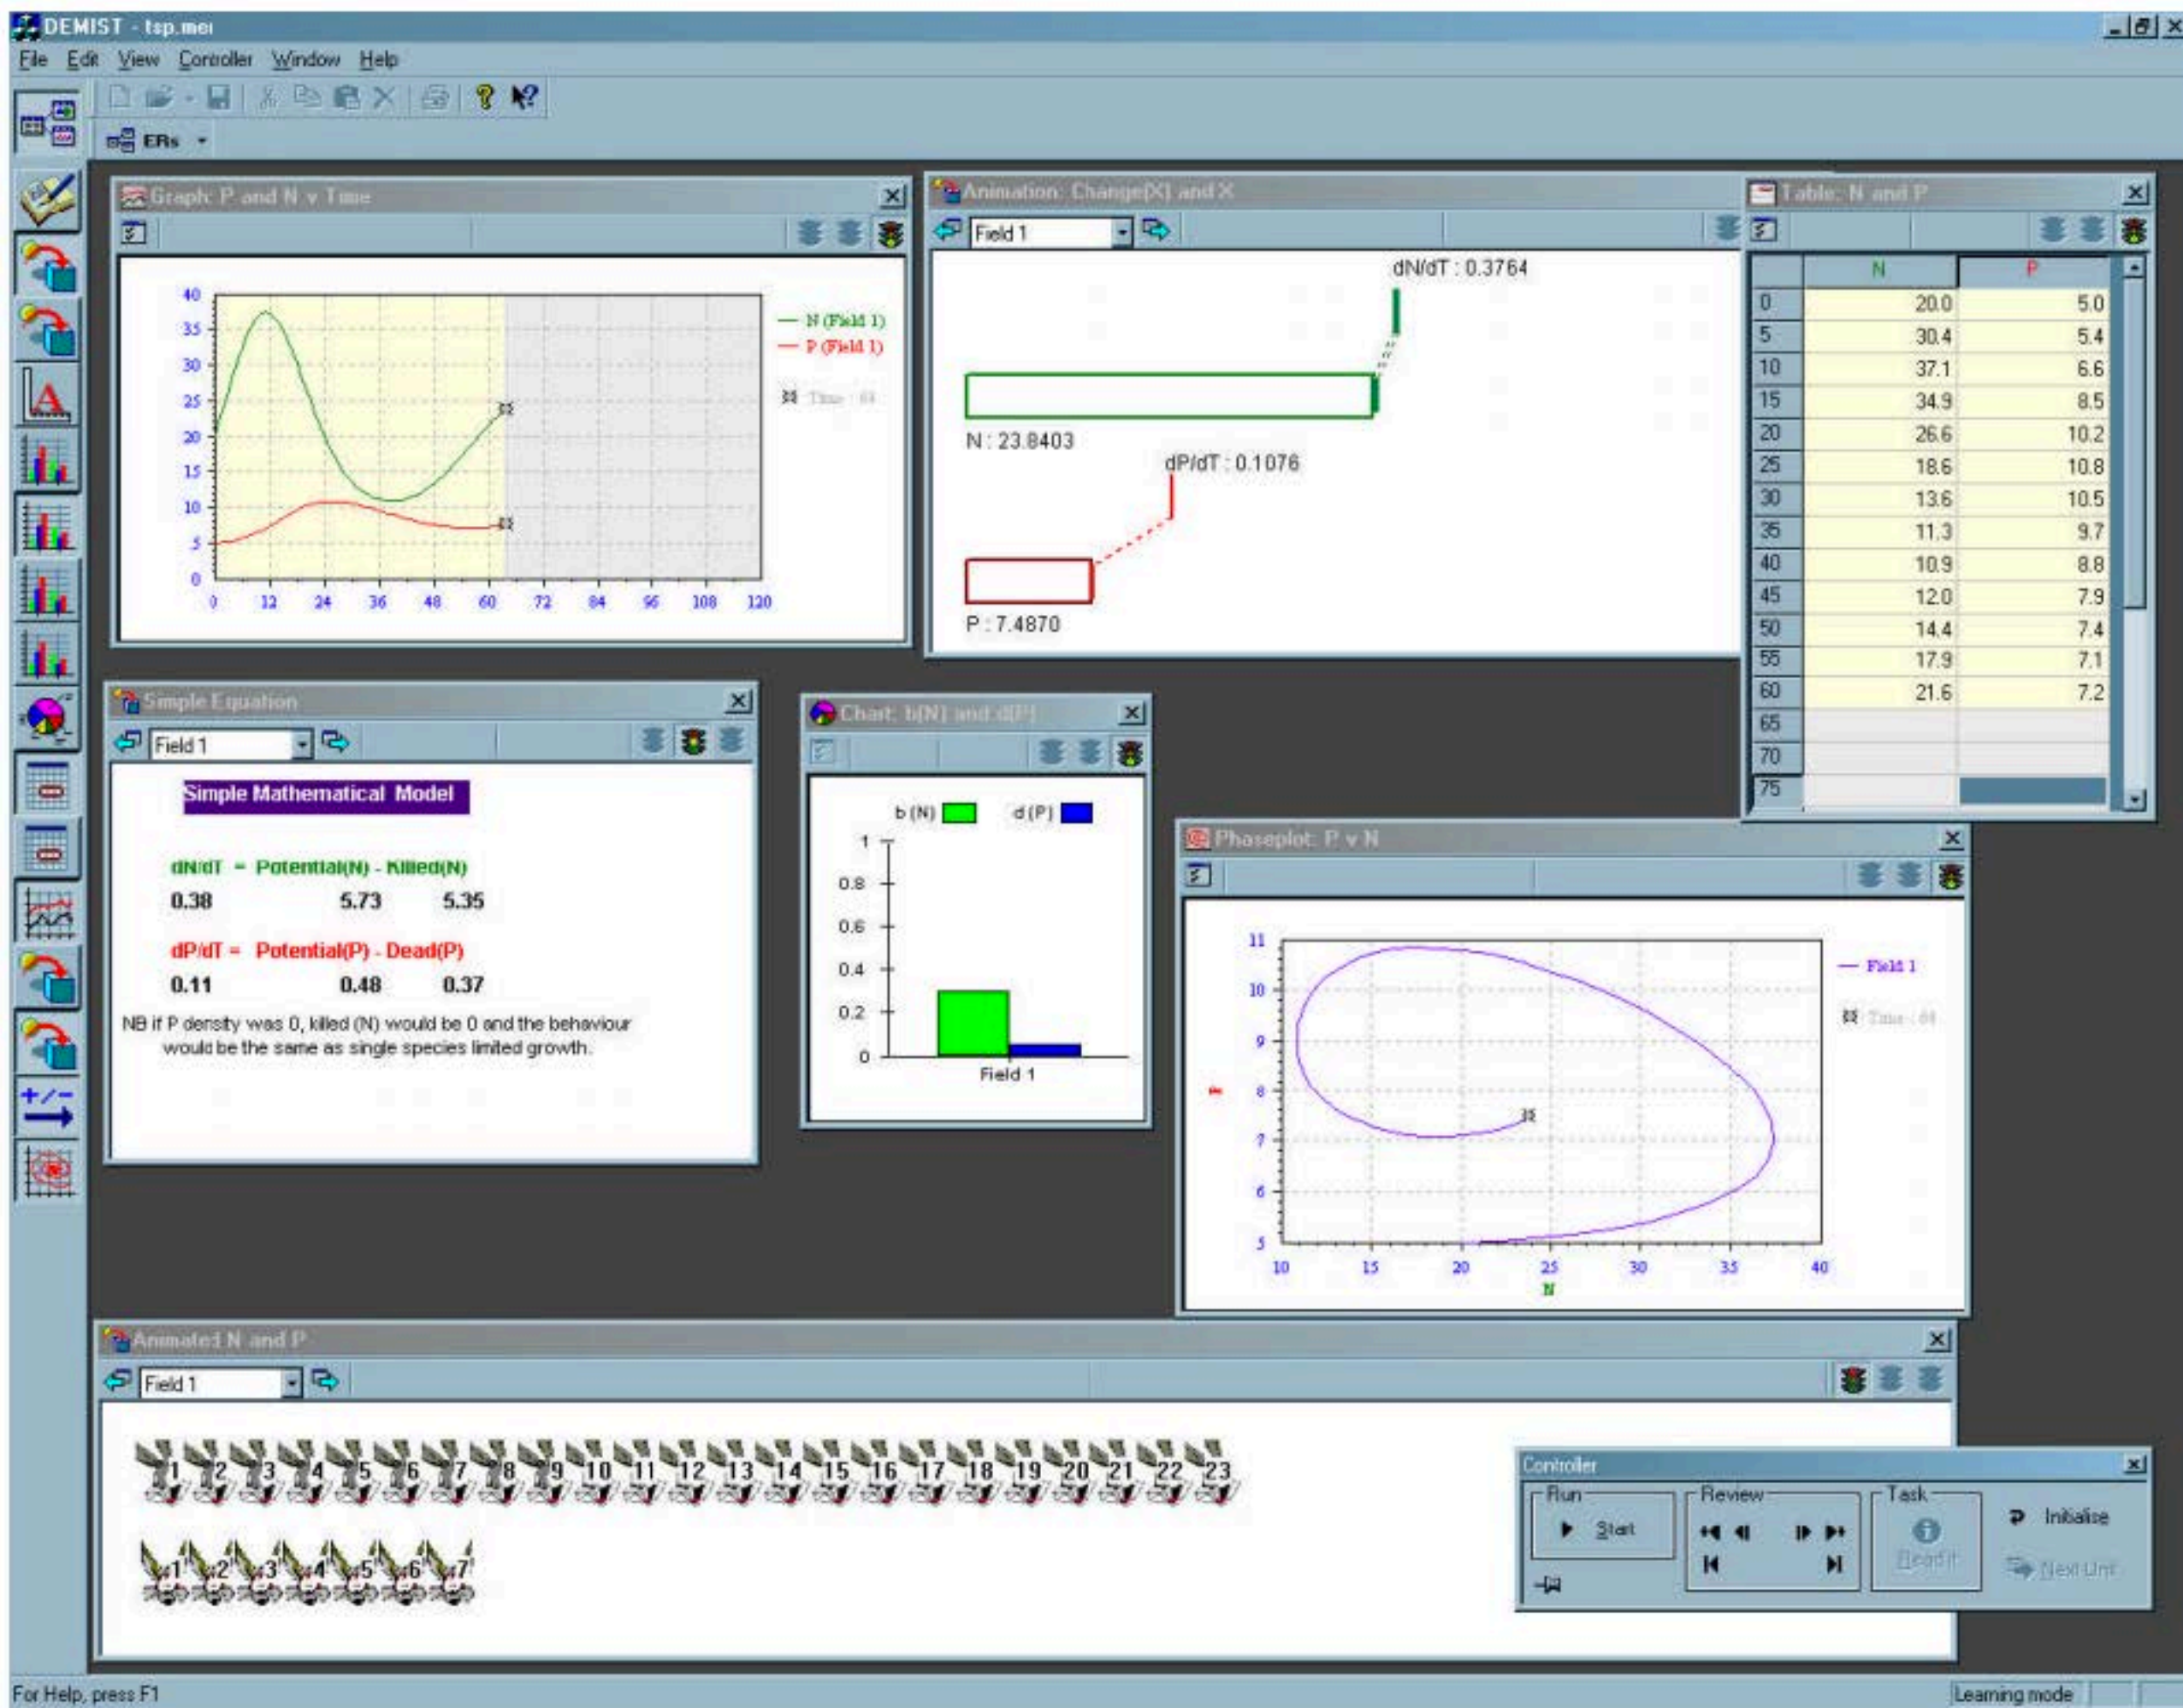 DEMIST - tsp.mei
File Edit View Controller Window Help
ERs
Graph: P and N v Time
40
35
30
25
20
15
10
5
0
0 12 24 36 48 60 72 84 96 108 120
N (Field 1)
P (Field 1)
Time : 64
Animation: Change(X) and X
Field 1
dN/dT : 0.3764
N : 23.8403
dP/dT : 0.1076
P : 7.4870
Table: N and P
N P
0 20.0 5.0
5 30.4 5.4
10 37.1 6.6
15 34.9 8.5
20 26.6 10.2
25 18.6 10.8
30 13.6 10.5
35 11.3 9.7
40 10.9 8.8
45 12.0 7.9
50 14.4 7.4
55 17.9 7.1
60 21.6 7.2
65
70
75
Simple Equation
Field 1
Simple Mathematical Model
dN/dT = Potential(N) - Killed(N)
0.38 5.73 5.35
dP/dT = Potential(P) - Dead(P)
0.11 0.48 0.37
NB if P density was 0, killed (N) would be 0 and the behaviour
would be the same as single species limited growth.
Chart: b(N) and d(P)
b (N) d (P)
1
0.8
0.6
0.4
0.2
0
Field 1
Phaseplot: P v N
11
10
9
8
7
6
5
P
10 15 20 25 30 35 40
N
Field 1
Time : 64
Animated N and P
Field 1
1 2 3 4 5 6 7 8 9 10 11 12 13 14 15 16 17 18 19 20 21 22 23
1 2 3 4 5 6 7
Controller
Run
Start
Review
Task
Read it
Initialise
Next Unit
For Help, press F1
Learning mode